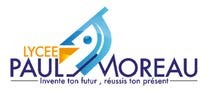 LYCEE
PAUL MOREAU
Invente ton futur , réussis ton présent